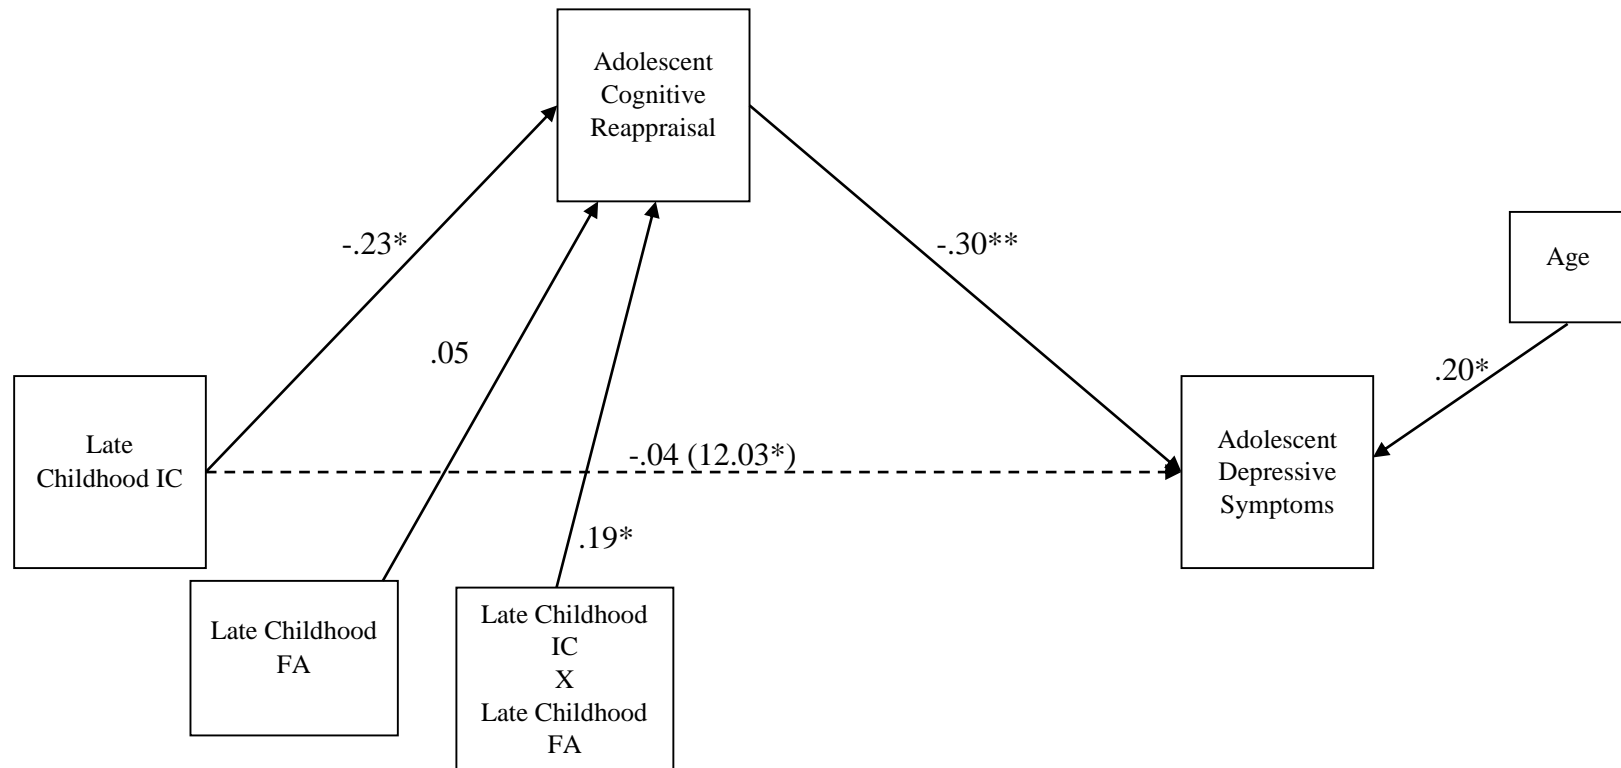 Adolescent
Cognitive
Reappraisal
-.23*
-.30**
Age
.05
.20*
Late
Childhood IC
-.04 (12.03*)
Adolescent
Depressive
Symptoms
.19*
Late Childhood
FA
Late Childhood
IC
X
Late Childhood
FA